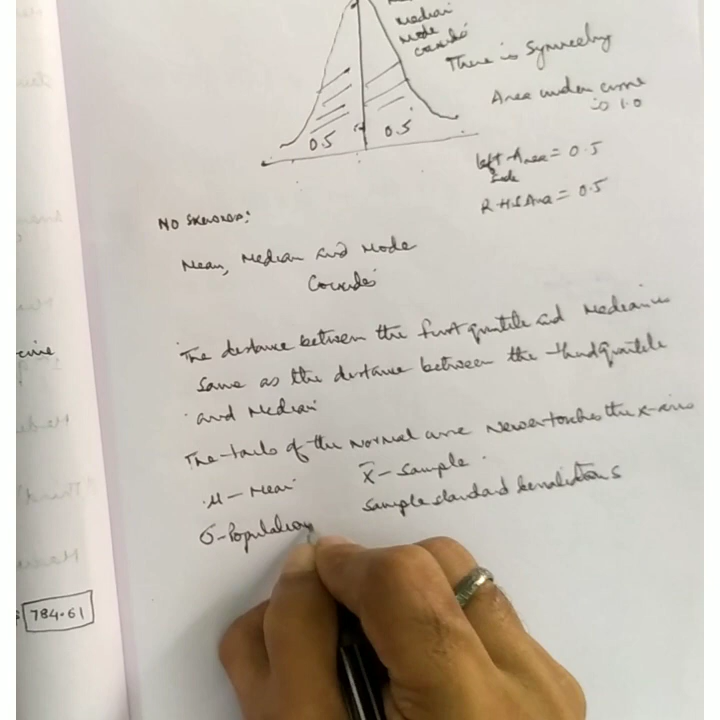 Median
Mode
Coincides
There is Symmetry
Area under curve
is 1.0
0.5
0.5
left Area = 0.5
Side
R.H.S Area = 0.5
NO Skewness:
Mean, Median and Mode
Coincides
The distance between the first quartile and Median is
same as the distance between the third quartile
and Median
The tails of the Normal curve Never touches the x-axis
μ - Mean
x̄ - Sample
σ - Population
Sample standard deviation S
784.61